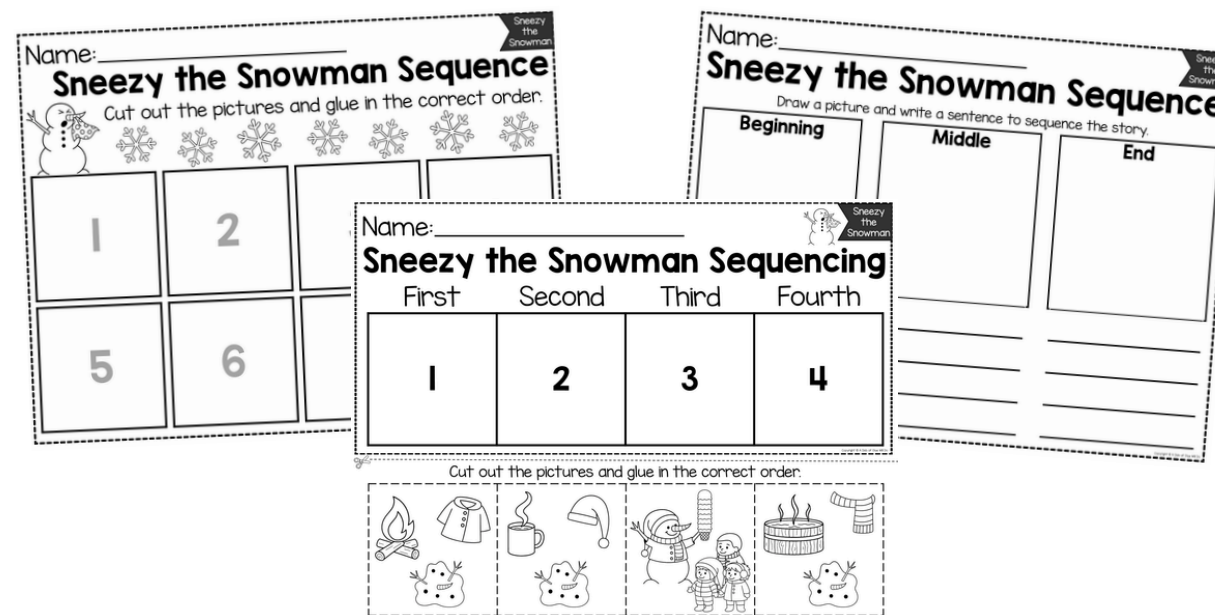 Sneezy
the
Snowman
Name:
Sneezy the Snowman Sequence
Cut out the pictures and glue in the correct order.
1
2
5
6
Name:
Sneezy the Snowman Sequence
Draw a picture and write a sentence to sequence the story.
Beginning
Middle
End
Name:
Sneezy
the
Snowman
Sneezy the Snowman Sequencing
First Second Third Fourth
1 2 3 4
Cut out the pictures and glue in the correct order.